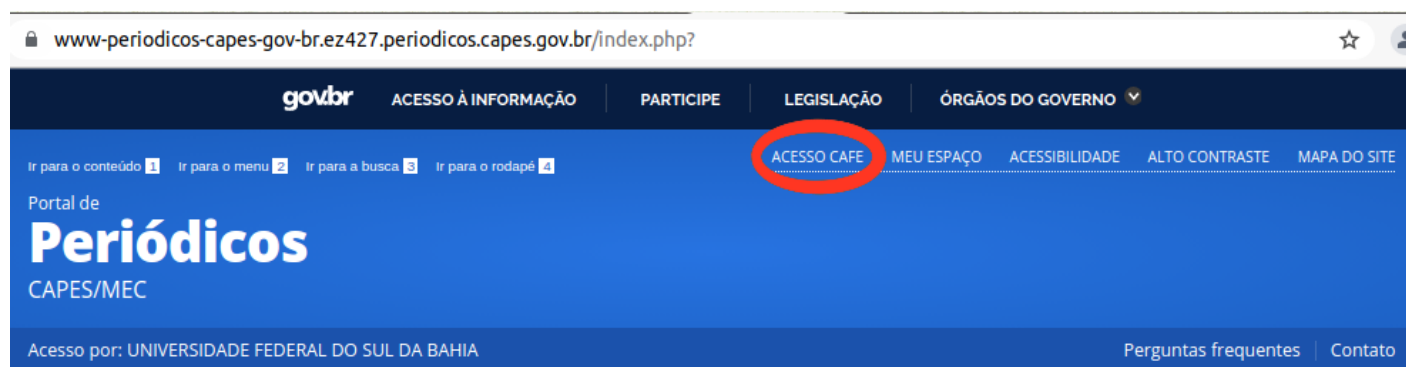 www-periodicos-capes-gov-br.ez427.periodicos.capes.gov.br/index.php?
gov.br ACESSO À INFORMAÇÃO PARTICIPE LEGISLAÇÃO ÓRGÃOS DO GOVERNO
Ir para o conteúdo 1 Ir para o menu 2 Ir para a busca 3 Ir para o rodapé 4 ACESSO CAFE MEU ESPAÇO ACESSIBILIDADE ALTO CONTRASTE MAPA DO SITE
Portal de
Periódicos
CAPES/MEC
Acesso por: UNIVERSIDADE FEDERAL DO SUL DA BAHIA Perguntas frequentes Contato